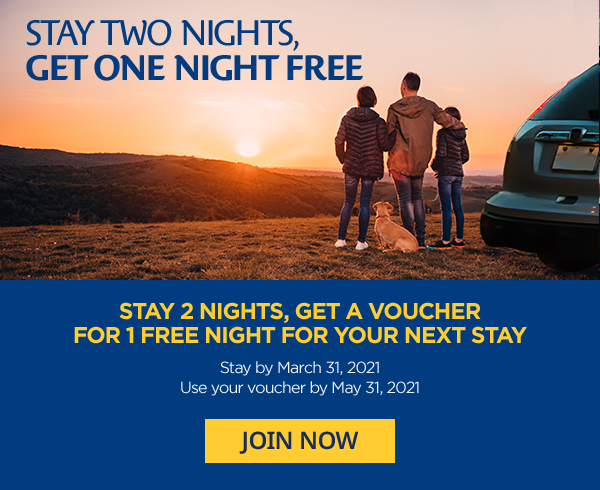 STAY TWO NIGHTS,
GET ONE NIGHT FREE
STAY 2 NIGHTS, GET A VOUCHER
FOR 1 FREE NIGHT FOR YOUR NEXT STAY
Stay by March 31, 2021
Use your voucher by May 31, 2021
JOIN NOW